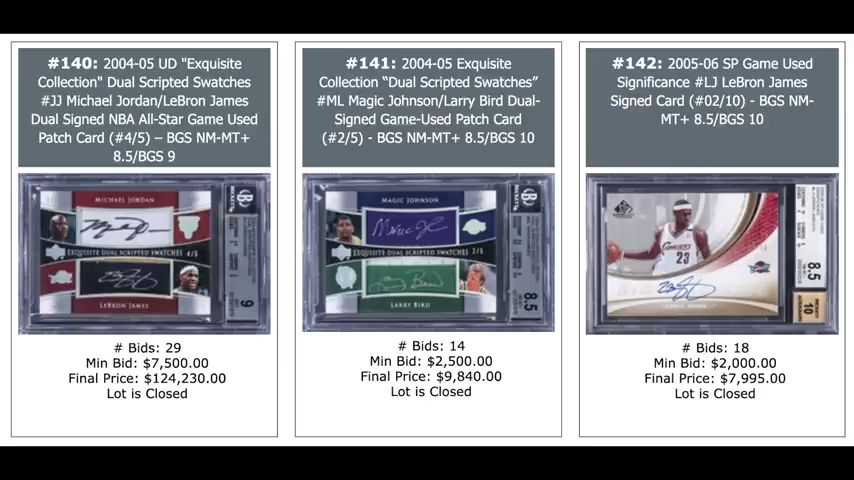 #140: 2004-05 UD "Exquisite
Collection" Dual Scripted Swatches
#JJ Michael Jordan/LeBron James
Dual Signed NBA All-Star Game Used
Patch Card (#4/5) – BGS NM-MT+
8.5/BGS 9
MICHAEL JORDAN
EXQUISITE DUAL SCRIPTED SWATCHES 4/5
LEBRON JAMES
9
# Bids: 29
Min Bid: $7,500.00
Final Price: $124,230.00
Lot is Closed
#141: 2004-05 Exquisite
Collection “Dual Scripted Swatches”
#ML Magic Johnson/Larry Bird Dual-
Signed Game-Used Patch Card
(#2/5) - BGS NM-MT+ 8.5/BGS 10
MAGIC JOHNSON
EXQUISITE DUAL SCRIPTED SWATCHES 2/5
LARRY BIRD
8.5
# Bids: 14
Min Bid: $2,500.00
Final Price: $9,840.00
Lot is Closed
#142: 2005-06 SP Game Used
Significance #LJ LeBron James
Signed Card (#02/10) - BGS NM-
MT+ 8.5/BGS 10
CAVALIERS
23
8.5
10
# Bids: 18
Min Bid: $2,000.00
Final Price: $7,995.00
Lot is Closed